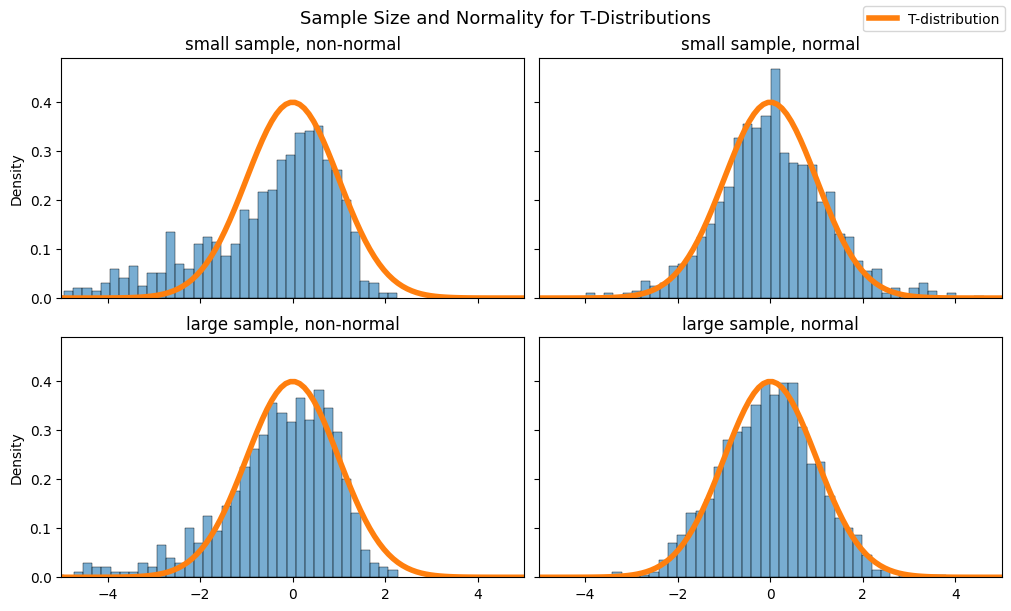 Sample Size and Normality for T-Distributions
T-distribution
small sample, non-normal
small sample, normal
Density
0.4
0.3
0.2
0.1
0.0
large sample, non-normal
large sample, normal
Density
0.4
0.3
0.2
0.1
0.0
−4 −2 0 2 4
−4 −2 0 2 4